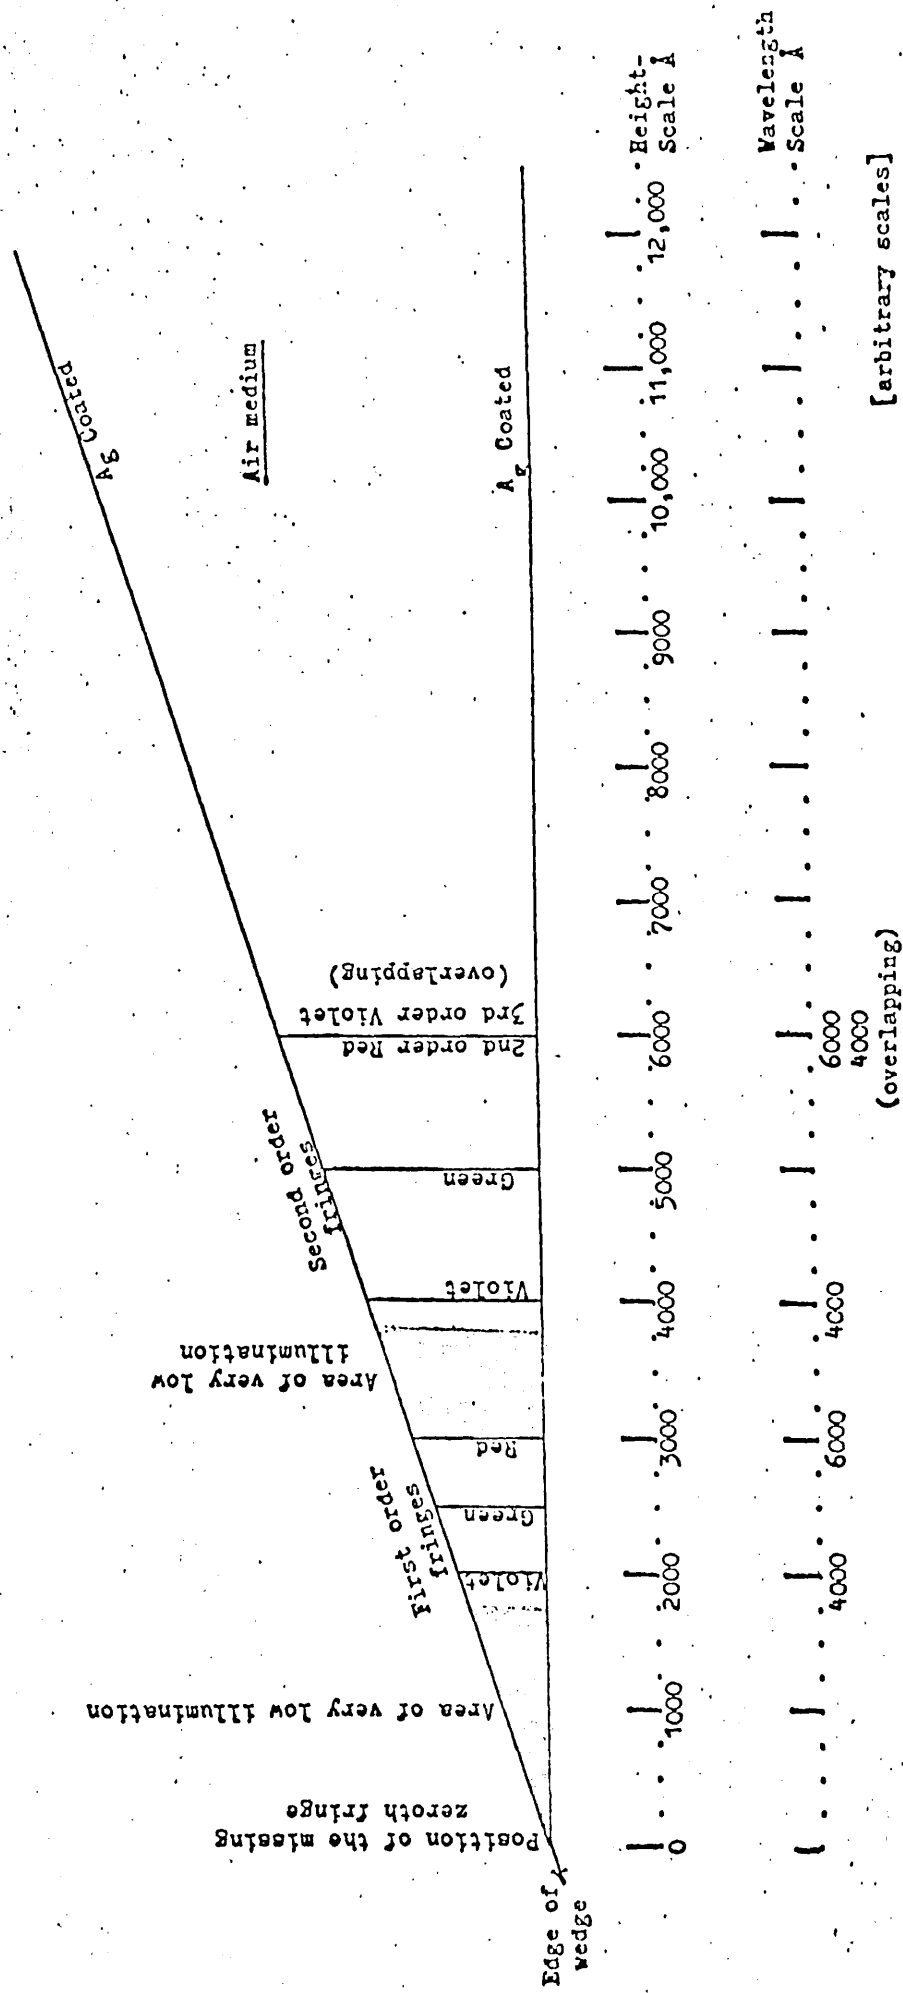 Position of the missing
zeroth fringe
Area of very low illumination
First order
fringes
Area of very low
illumination
Second order
fringes
Ag Coated
Air medium
Ag Coated
Edge of
wedge
Violet
Green
Red
Violet
Green
2nd order Red
3rd order Violet
(overlapping)
0 1000 2000 3000 4000 5000 6000 7000 8000 9000 10,000 11,000 12,000
Height-
Scale Å
4000 6000 4000 6000
4000
(overlapping)
Wavelength
Scale Å
[arbitrary scales]